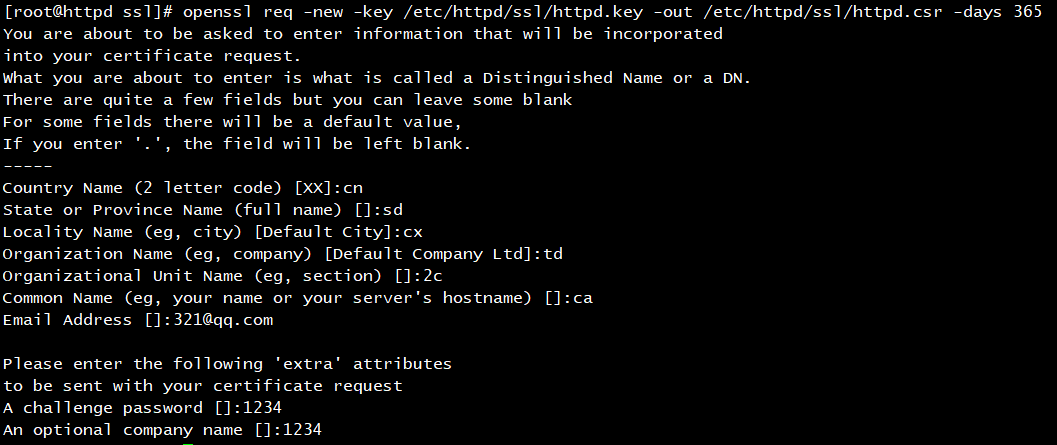 [root@httpd ssl]# openssl req -new -key /etc/httpd/ssl/httpd.key -out /etc/httpd/ssl/httpd.csr -days 365
You are about to be asked to enter information that will be incorporated
into your certificate request.
What you are about to enter is what is called a Distinguished Name or a DN.
There are quite a few fields but you can leave some blank
For some fields there will be a default value,
If you enter '.', the field will be left blank.
-----
Country Name (2 letter code) [XX]:cn
State or Province Name (full name) []:sd
Locality Name (eg, city) [Default City]:cx
Organization Name (eg, company) [Default Company Ltd]:td
Organizational Unit Name (eg, section) []:2c
Common Name (eg, your name or your server's hostname) []:ca
Email Address []:321@qq.com

Please enter the following 'extra' attributes
to be sent with your certificate request
A challenge password []:1234
An optional company name []:1234